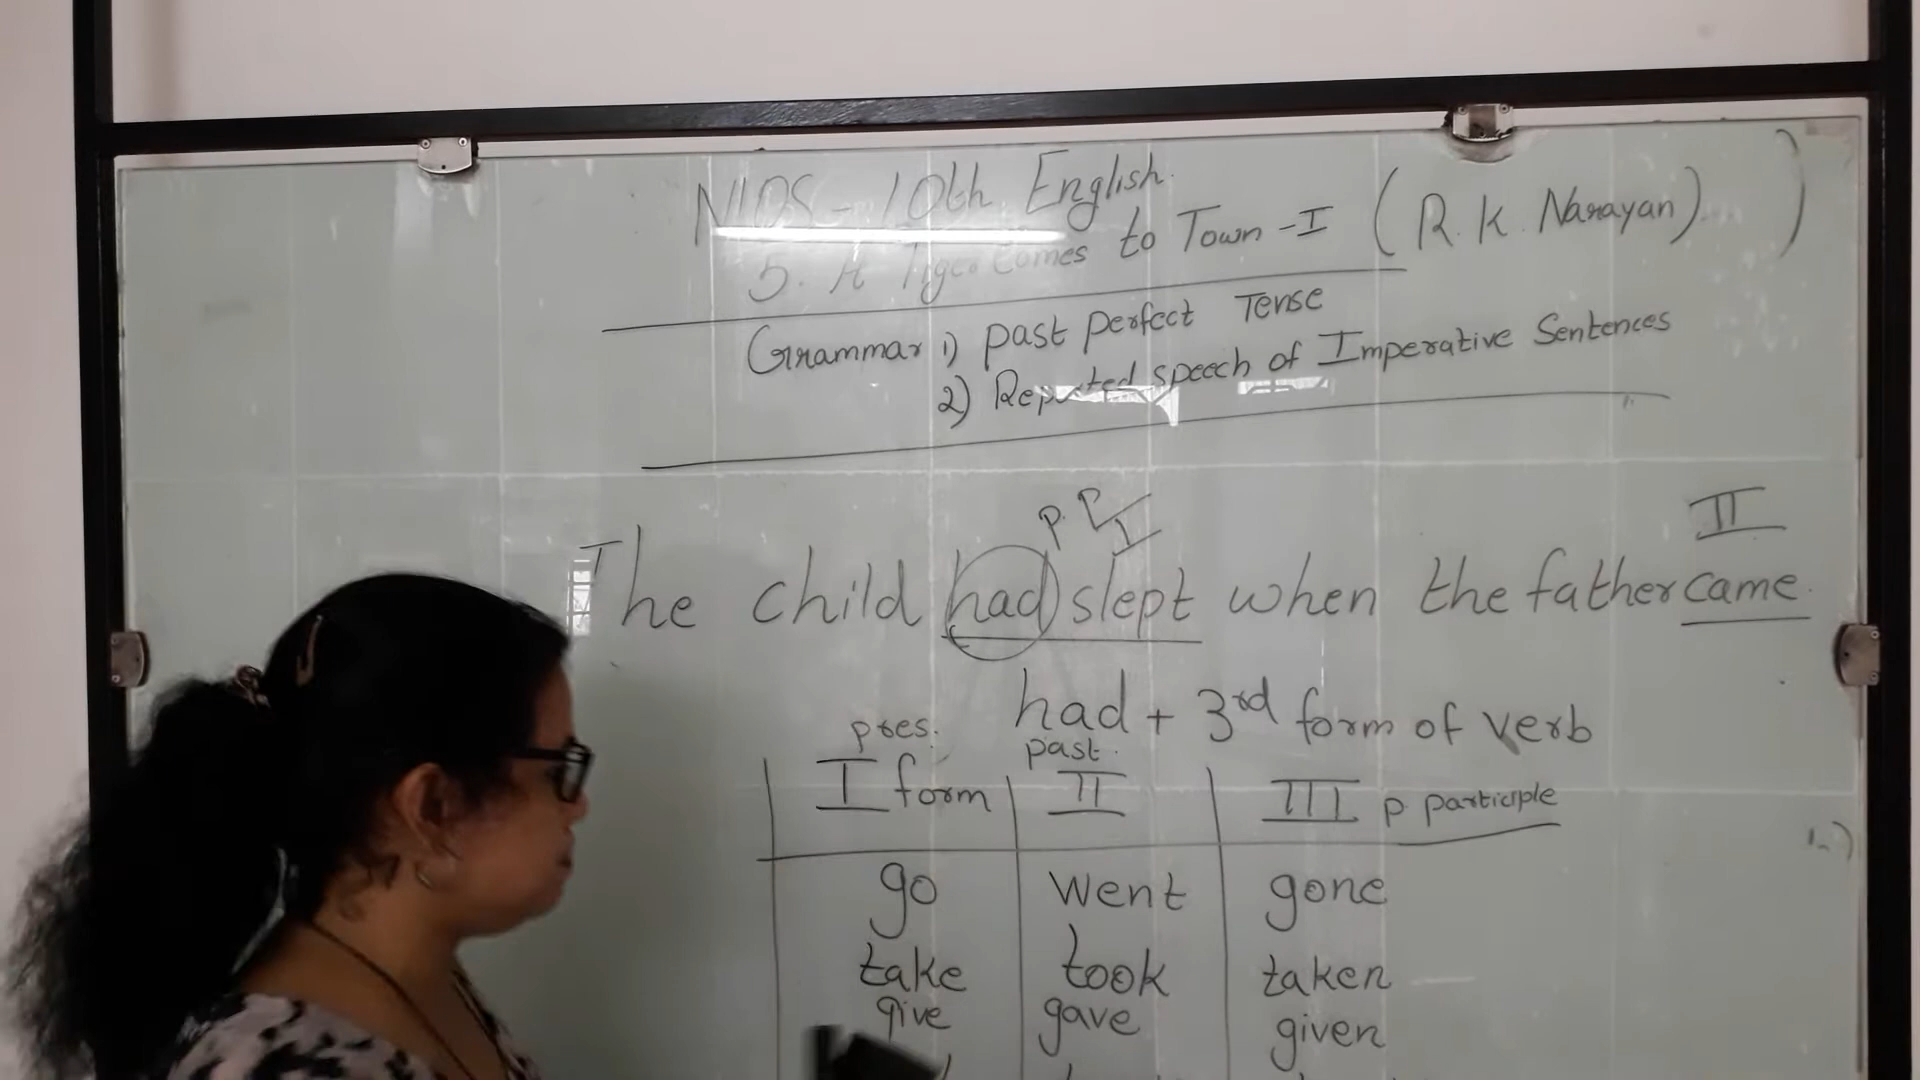 NIOS - 10th English.
5. A Tiger Comes to Town - I (R. K. Narayan) )
Grammar 1) past perfect Tense
2) Reported speech of Imperative Sentences
P. P I
II
The child had slept when the father came.
had + 3rd form of verb
pres. past.
I form II III p participle
go went gone
take took taken
give gave given